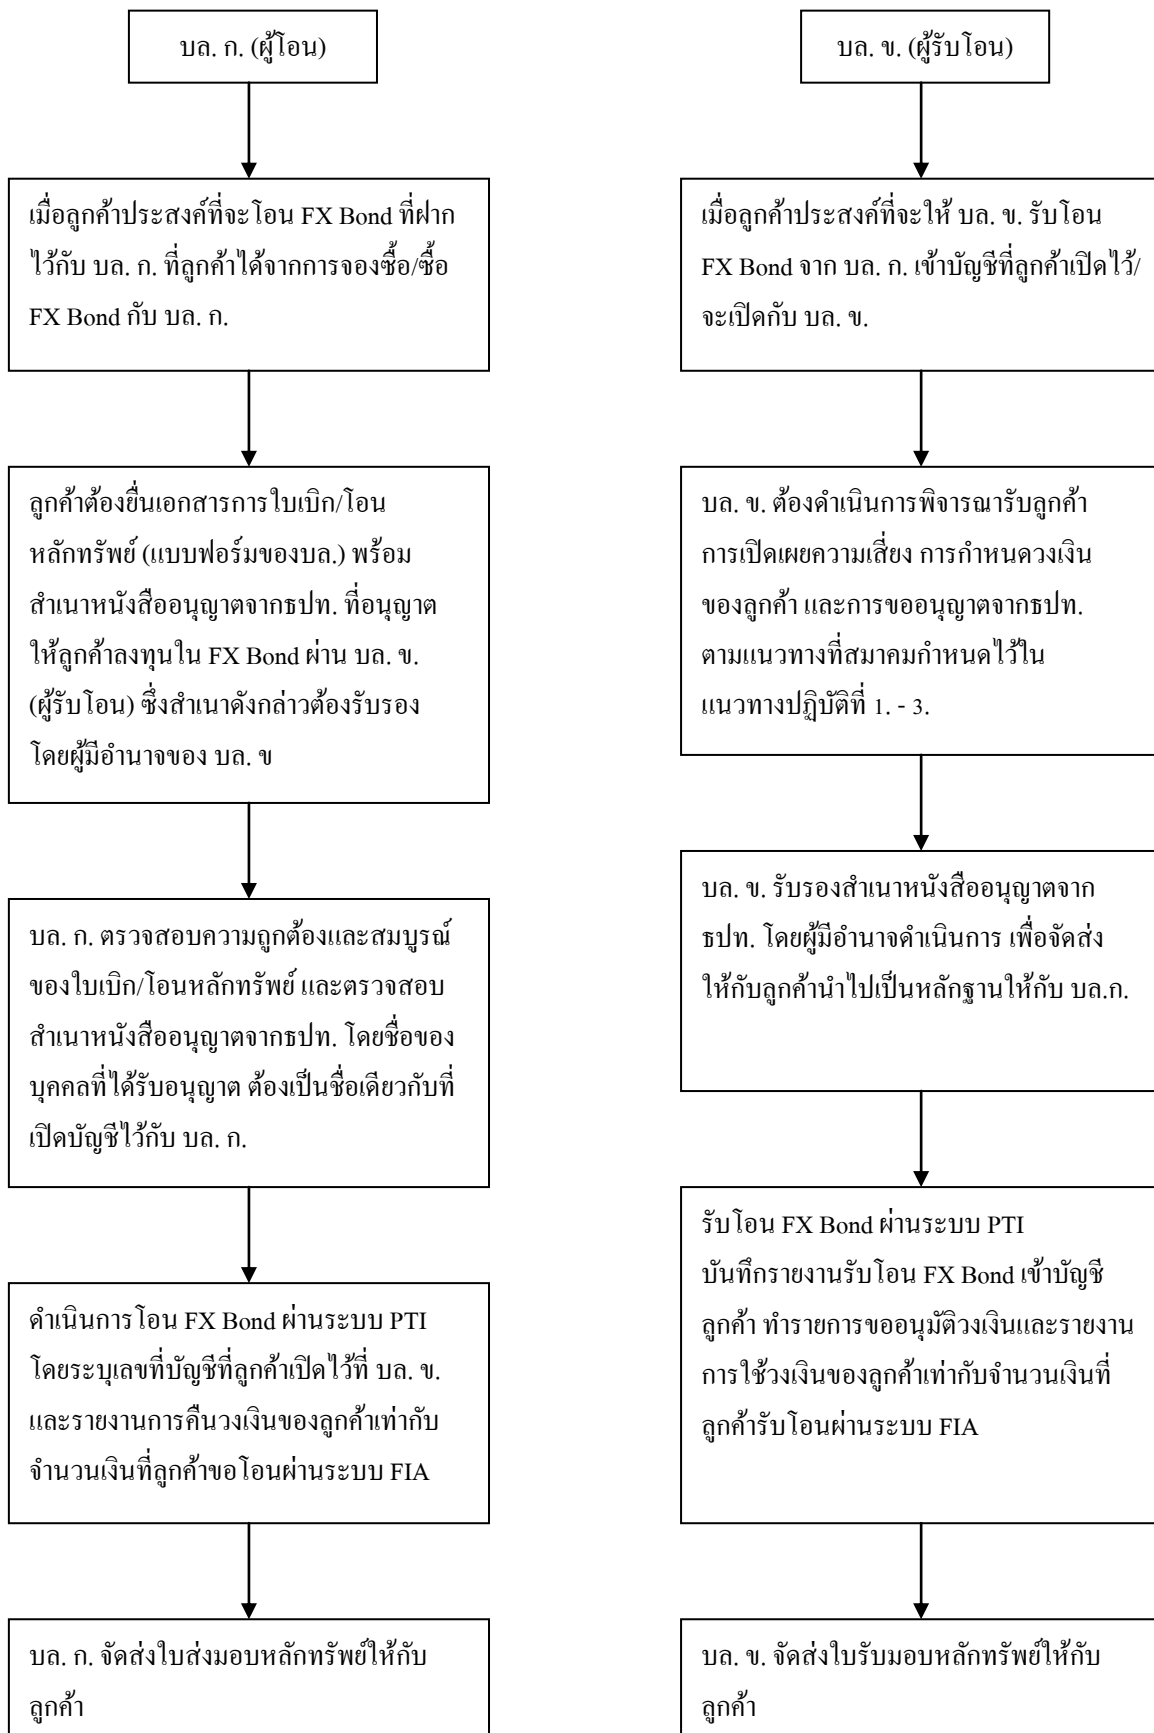 บล. ก. (ผู้โอน)
เมื่อลูกค้าประสงค์ที่จะโอน FX Bond ที่ฝาก
ไว้กับ บล. ก. ที่ลูกค้าได้จากการจองซื้อ/ซื้อ
FX Bond กับ บล. ก.
ลูกค้าต้องยื่นเอกสารการใบเบิก/โอน
หลักทรัพย์ (แบบฟอร์มของบล.) พร้อม
สำเนาหนังสืออนุญาตจากธปท. ที่อนุญาต
ให้ลูกค้าลงทุนใน FX Bond ผ่าน บล. ข.
(ผู้รับโอน) ซึ่งสำเนาดังกล่าวต้องรับรอง
โดยผู้มีอำนาจของ บล. ข
บล. ก. ตรวจสอบความถูกต้องและสมบูรณ์
ของใบเบิก/โอนหลักทรัพย์ และตรวจสอบ
สำเนาหนังสืออนุญาตจากธปท. โดยชื่อของ
บุคคลที่ได้รับอนุญาต ต้องเป็นชื่อเดียวกับที่
เปิดบัญชีไว้กับ บล. ก.
ดำเนินการโอน FX Bond ผ่านระบบ PTI
โดยระบุเลขที่บัญชีที่ลูกค้าเปิดไว้ที่ บล. ข.
และรายงานการคืนวงเงินของลูกค้าเท่ากับ
จำนวนเงินที่ลูกค้าขอโอนผ่านระบบ FIA
บล. ก. จัดส่งใบส่งมอบหลักทรัพย์ให้กับ
ลูกค้า
บล. ข. (ผู้รับโอน)
เมื่อลูกค้าประสงค์ที่จะให้ บล. ข. รับโอน
FX Bond จาก บล. ก. เข้าบัญชีที่ลูกค้าเปิดไว้/
จะเปิดกับ บล. ข.
บล. ข. ต้องดำเนินการพิจารณารับลูกค้า
การเปิดเผยความเสี่ยง การกำหนดวงเงิน
ของลูกค้า และการขออนุญาตจากธปท.
ตามแนวทางที่สมาคมกำหนดไว้ใน
แนวทางปฏิบัติที่ 1. - 3.
บล. ข. รับรองสำเนาหนังสืออนุญาตจาก
ธปท. โดยผู้มีอำนาจดำเนินการ เพื่อจัดส่ง
ให้กับลูกค้านำไปเป็นหลักฐานให้กับ บล.ก.
รับโอน FX Bond ผ่านระบบ PTI
บันทึกรายงานรับโอน FX Bond เข้าบัญชี
ลูกค้า ทำรายการขออนุมัติวงเงินและรายงาน
การใช้วงเงินของลูกค้าเท่ากับจำนวนเงินที่
ลูกค้ารับโอนผ่านระบบ FIA
บล. ข. จัดส่งใบรับมอบหลักทรัพย์ให้กับ
ลูกค้า